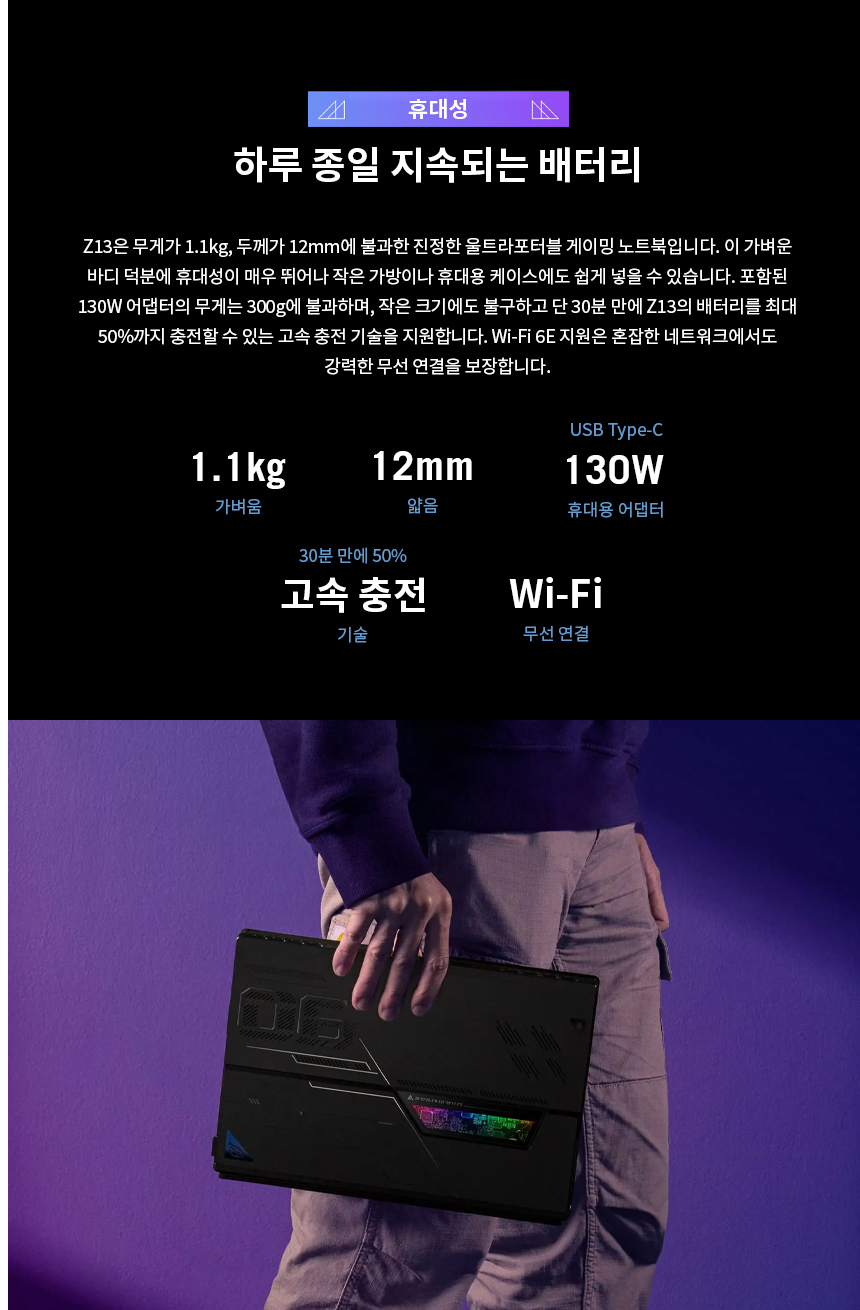 휴대성
하루 종일 지속되는 배터리
Z13은 무게가 1.1kg, 두께가 12mm에 불과한 진정한 울트라포터블 게이밍 노트북입니다. 이 가벼운
바디 덕분에 휴대성이 매우 뛰어나 작은 가방이나 휴대용 케이스에도 쉽게 넣을 수 있습니다. 포함된
130W 어댑터의 무게는 300g에 불과하며, 작은 크기에도 불구하고 단 30분 만에 Z13의 배터리를 최대
50%까지 충전할 수 있는 고속 충전 기술을 지원합니다. Wi-Fi 6E 지원은 혼잡한 네트워크에서도
강력한 무선 연결을 보장합니다.
1.1kg
가벼움
12mm
얇음
USB Type-C
130W
휴대용 어댑터
30분 만에 50%
고속 충전
기술
Wi-Fi
무선 연결